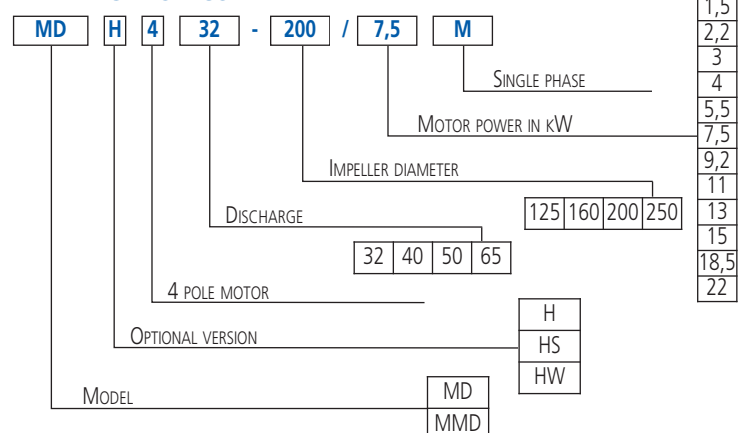 MD H 4 32 - 200 / 7,5 M
1,5
2,2
3
4
5,5
7,5
9,2
11
13
15
18,5
22
SINGLE PHASE
MOTOR POWER IN KW
IMPELLER DIAMETER
125 160 200 250
DISCHARGE
32 40 50 65
4 POLE MOTOR
OPTIONAL VERSION
H
HS
HW
MODEL
MD
MMD